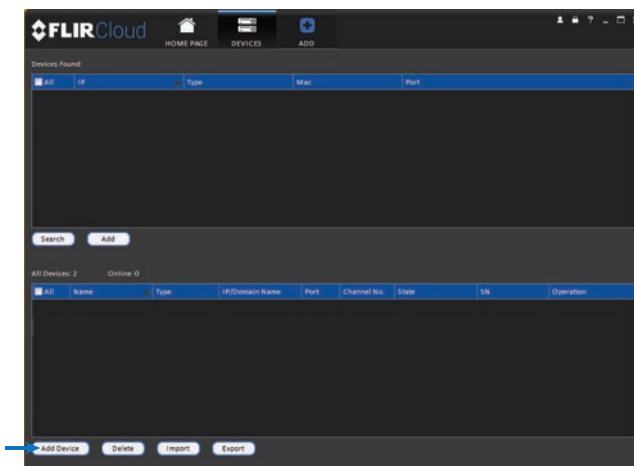 FLIRCloud
HOME PAGE DEVICES ADD ?
Devices Found:
All IP Type Mac Port
Search Add
All Devices: 2 Online: 0
All Name Type IP/Domain Name Port Channel No. State SN Operation
Add Device Delete Import Export